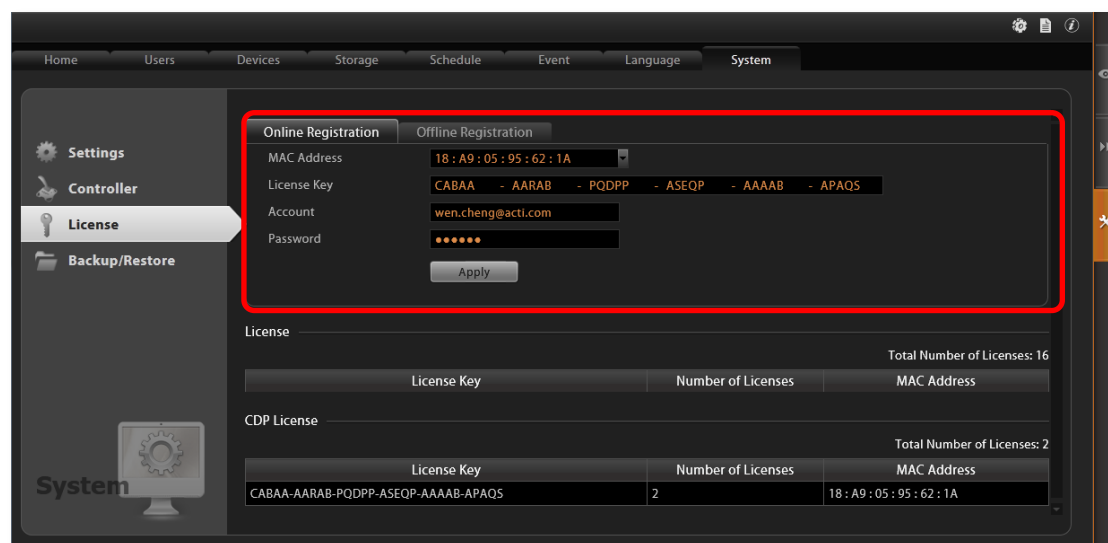 Home Users Devices Storage Schedule Event Language System
Settings
Controller
License
Backup/Restore
System
Online Registration Offline Registration
MAC Address 18 : A9 : 05 : 95 : 62 : 1A
License Key CABAA - AARAB - PQDPP - ASEQP - AAAAB - APAQS
Account wen.cheng@acti.com
Password ●●●●●●
Apply
License
Total Number of Licenses: 16
License Key Number of Licenses MAC Address
CDP License
Total Number of Licenses: 2
License Key Number of Licenses MAC Address
CABAA-AARAB-PQDPP-ASEQP-AAAAB-APAQS 2 18 : A9 : 05 : 95 : 62 : 1A